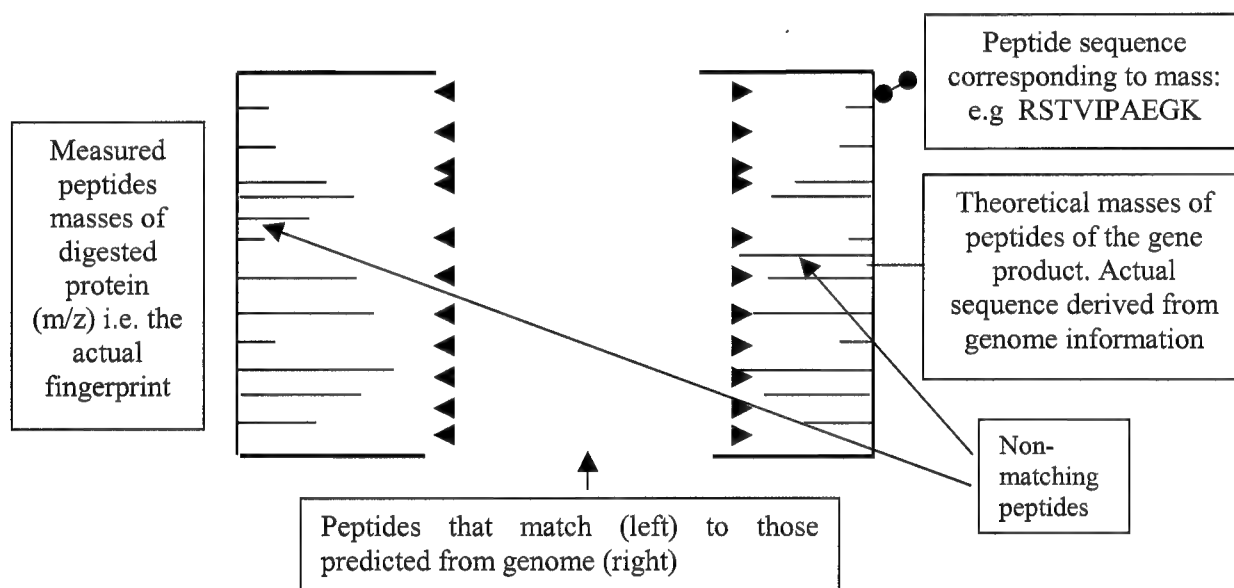 Peptide sequence
corresponding to mass:
e.g RSTVIPAEGK
Measured
peptides
masses of
digested
protein
(m/z) i.e. the
actual
fingerprint
Theoretical masses of
peptides of the gene
product. Actual
sequence derived from
genome information
Non-
matching
peptides
Peptides that match (left) to those
predicted from genome (right)